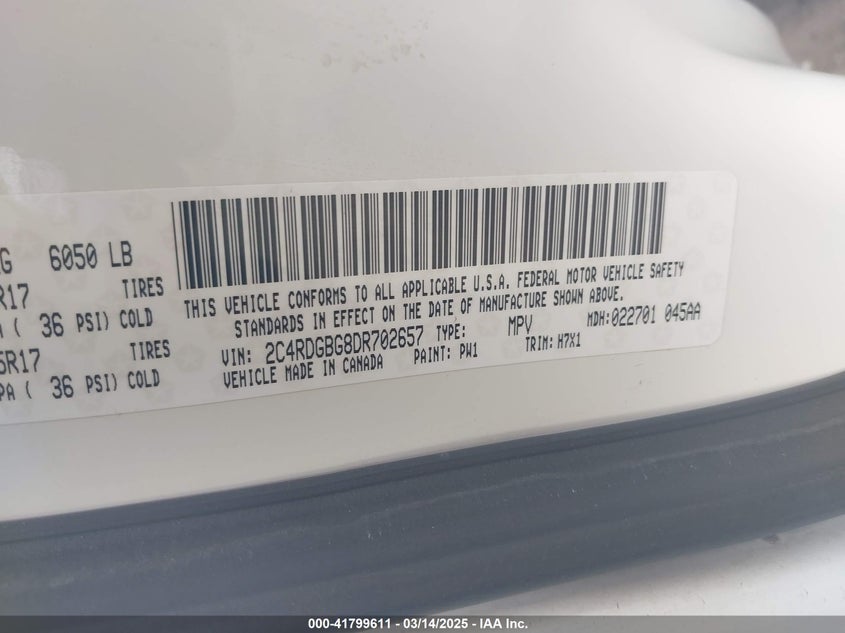 G 6050 LB
R17 TIRES
A ( 36 PSI) COLD
5R17 TIRES
PA ( 36 PSI) COLD
THIS VEHICLE CONFORMS TO ALL APPLICABLE U.S.A. FEDERAL MOTOR VEHICLE SAFETY
STANDARDS IN EFFECT ON THE DATE OF MANUFACTURE SHOWN ABOVE.
VIN: 2C4RDGBG8DR702657 TYPE: MPV MDH:022701 045AA
VEHICLE MADE IN CANADA PAINT: PW1 TRIM: H7X1
000-41799611 - 03/14/2025 - IAA Inc.